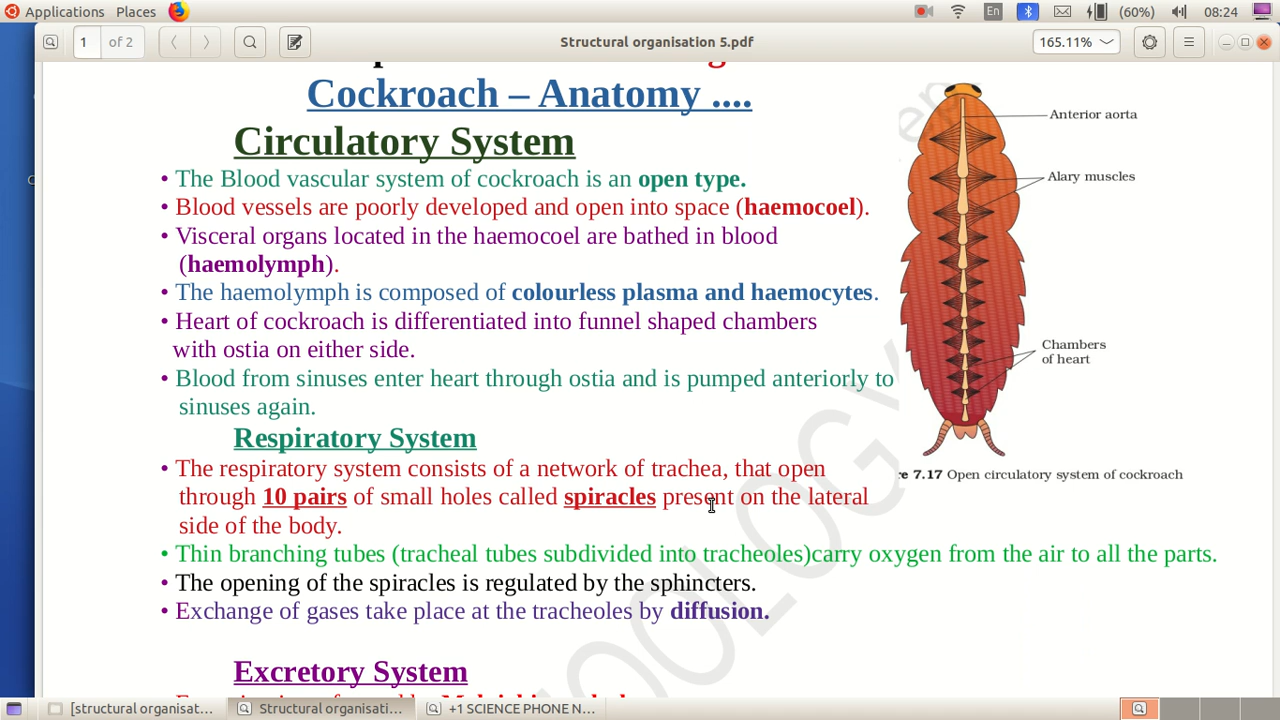 Applications Places En (60%) 08:24
1 of 2 Structural organisation 5.pdf 165.11%
Cockroach – Anatomy ....
Circulatory System
• The Blood vascular system of cockroach is an open type.
• Blood vessels are poorly developed and open into space (haemocoel).
• Visceral organs located in the haemocoel are bathed in blood
(haemolymph).
• The haemolymph is composed of colourless plasma and haemocytes.
• Heart of cockroach is differentiated into funnel shaped chambers
with ostia on either side.
• Blood from sinuses enter heart through ostia and is pumped anteriorly to
sinuses again.
Anterior aorta
Alary muscles
Chambers
of heart
7.17 Open circulatory system of cockroach
Respiratory System
• The respiratory system consists of a network of trachea, that open
through 10 pairs of small holes called spiracles present on the lateral
side of the body.
• Thin branching tubes (tracheal tubes subdivided into tracheoles)carry oxygen from the air to all the parts.
• The opening of the spiracles is regulated by the sphincters.
• Exchange of gases take place at the tracheoles by diffusion.
Excretory System
[structural organisat... Structural organisati... +1 SCIENCE PHONE N...